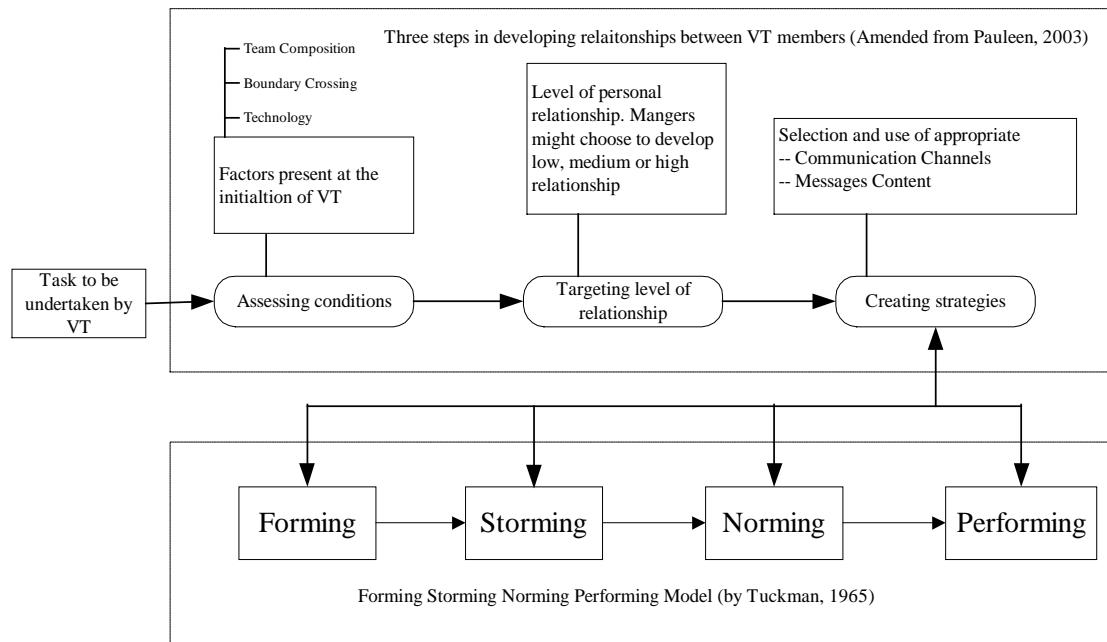 Three steps in developing relaitonships between VT members (Amended from Pauleen, 2003)
Team Composition
Boundary Crossing
Technology
Factors present at the
initialtion of VT
Level of personal
relationship. Mangers
might choose to develop
low, medium or high
relationship
Selection and use of appropriate
-- Communication Channels
-- Messages Content
Task to be
undertaken by
VT
Assessing conditions
Targeting level of
relationship
Creating strategies
Forming
Storming
Norming
Performing
Forming Storming Norming Performing Model (by Tuckman, 1965)